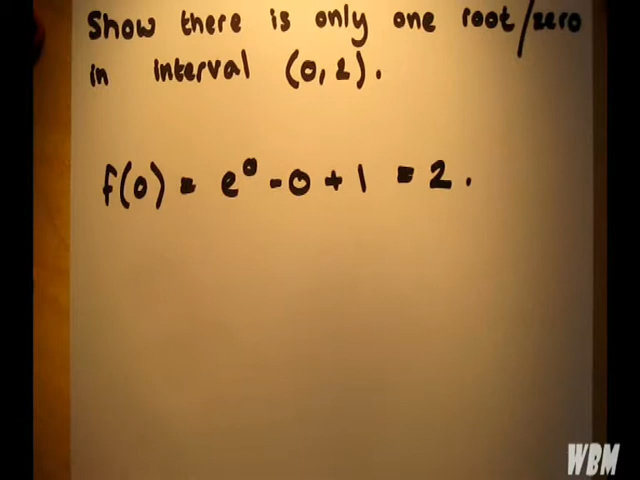 Show there is only one root/zero
in interval (0,2).
f(0) = e⁰ - 0 + 1 = 2.
WBM